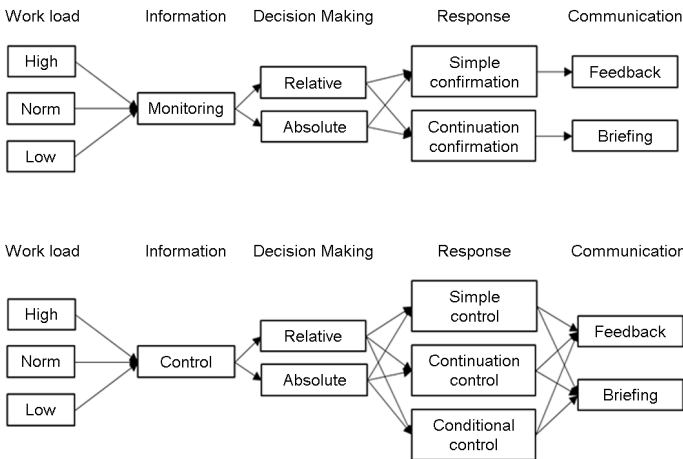 Work load Information Decision Making Response Communication
High
Norm
Low
Monitoring
Relative
Absolute
Simple
confirmation
Continuation
confirmation
Feedback
Briefing
Work load Information Decision Making Response Communication
High
Norm
Low
Control
Relative
Absolute
Simple
control
Continuation
control
Conditional
control
Feedback
Briefing